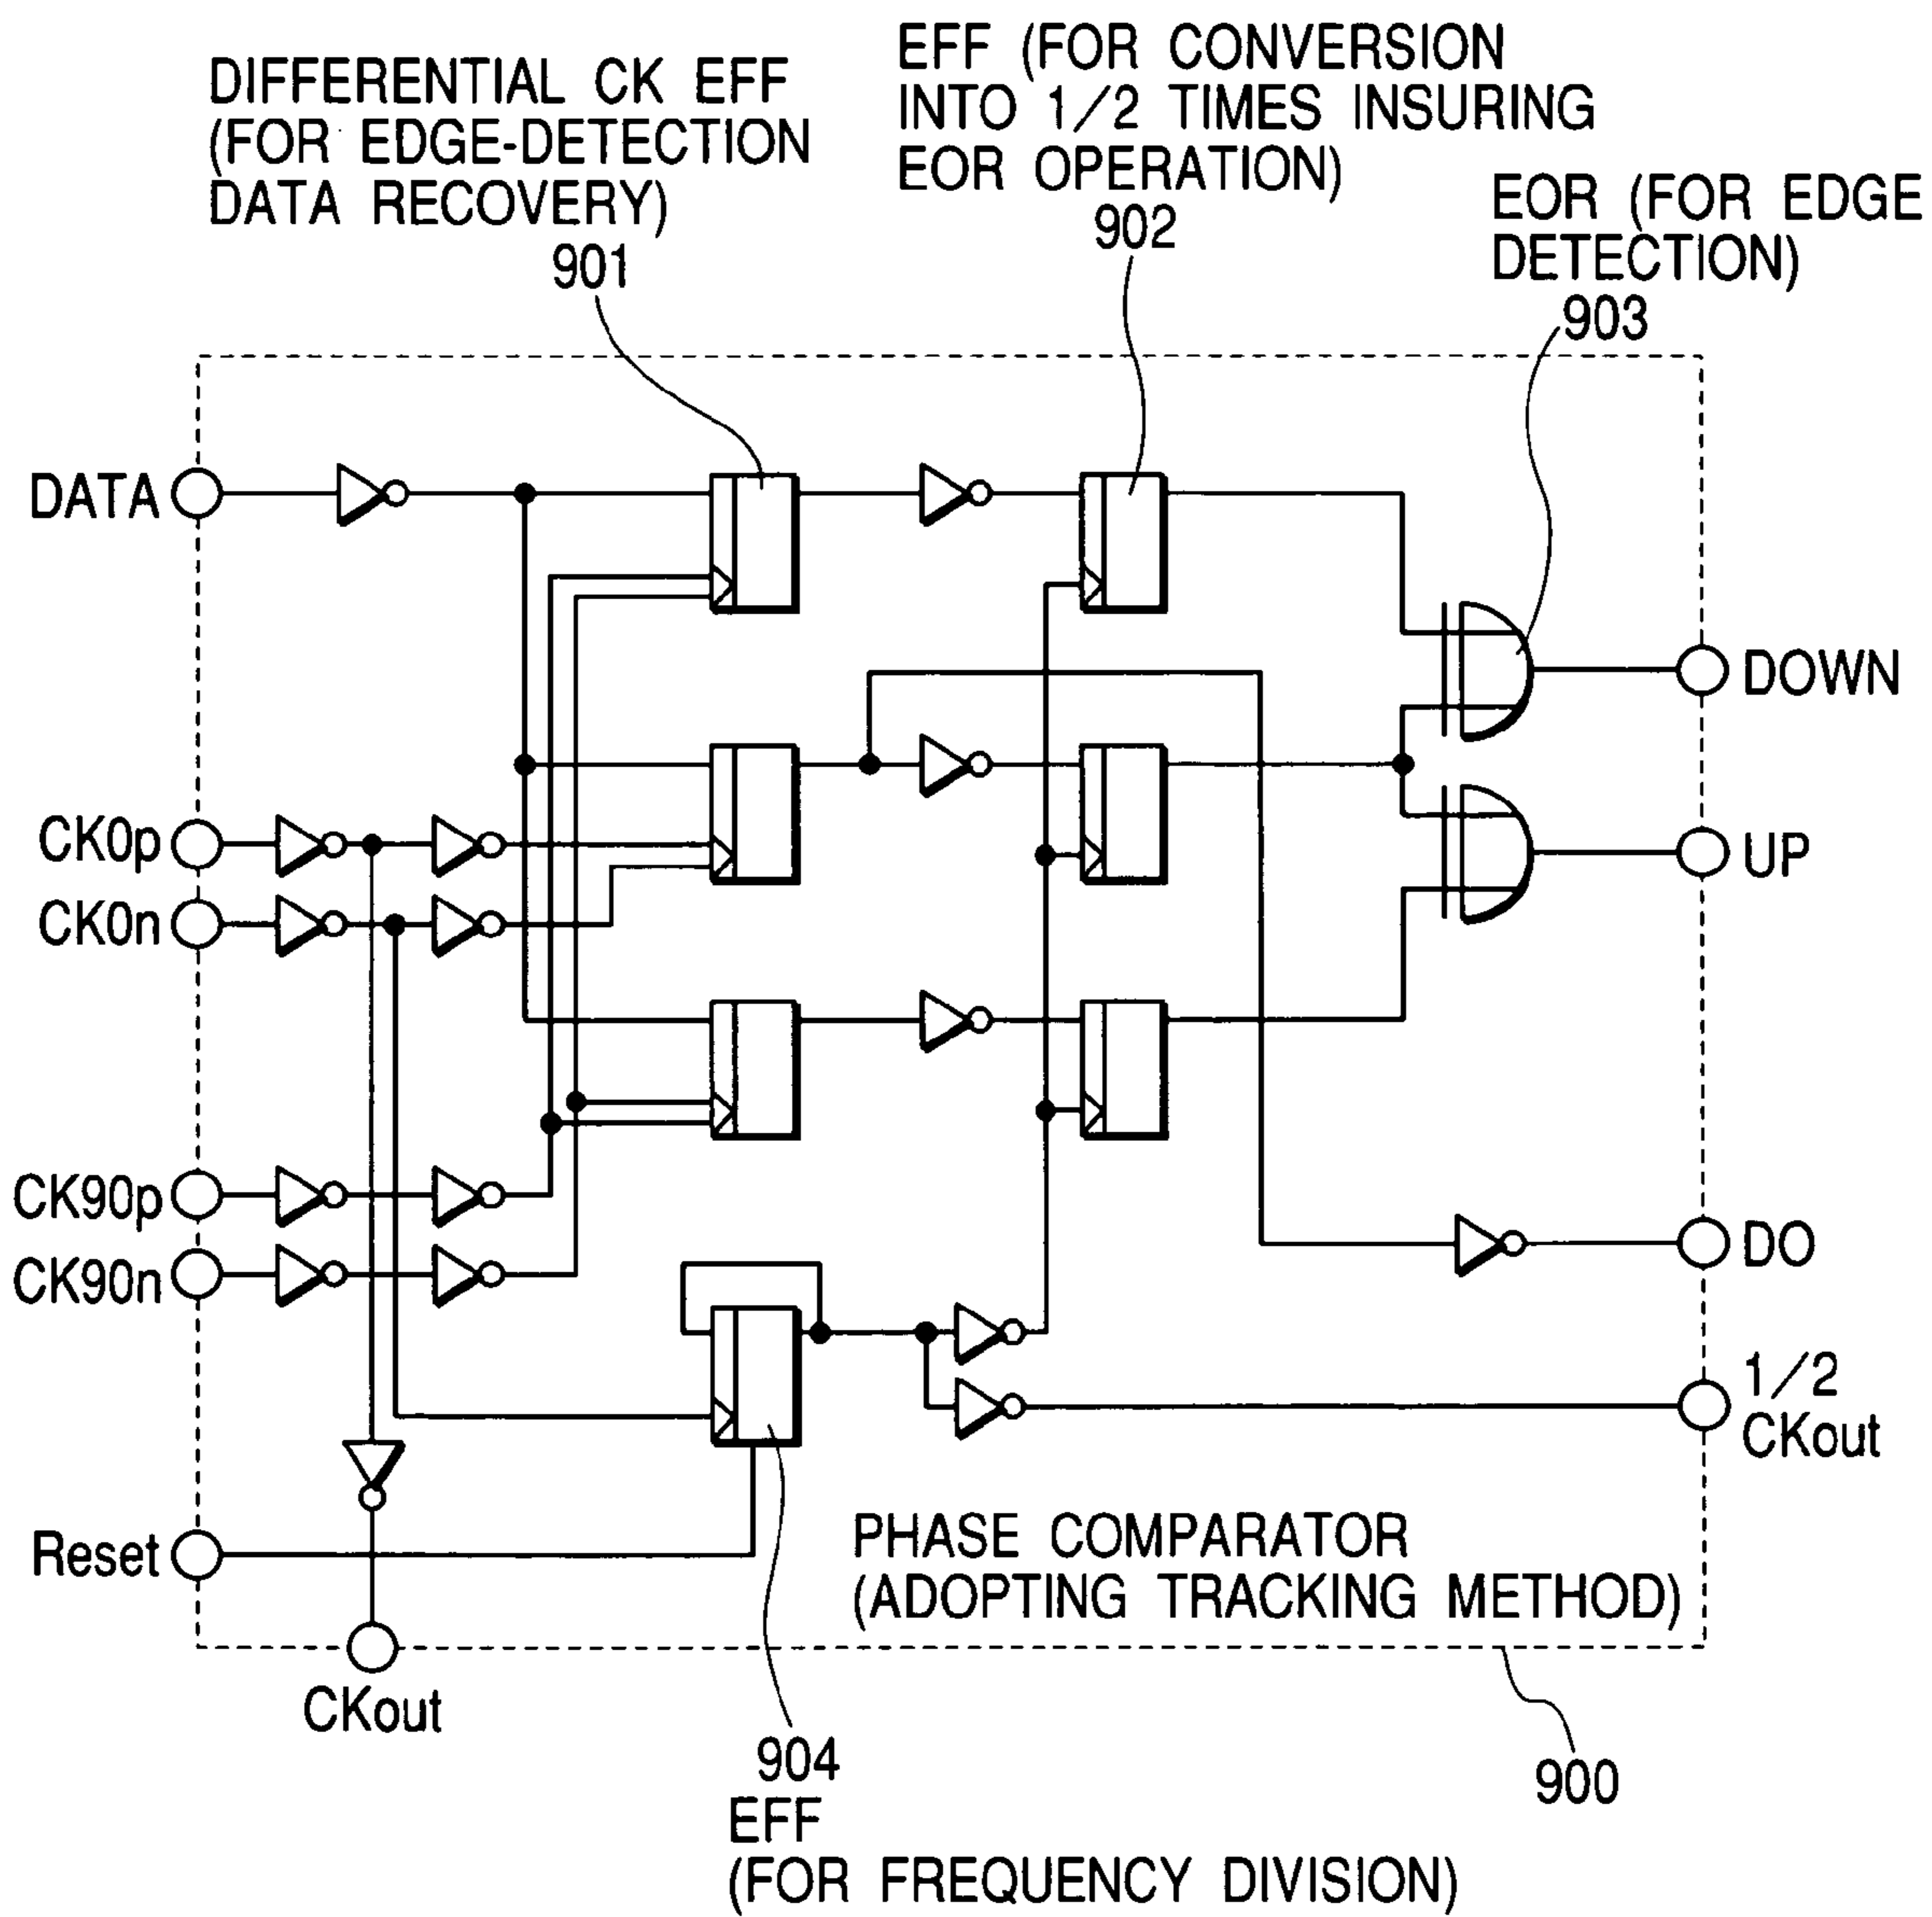 DIFFERENTIAL CK EFF
(FOR EDGE-DETECTION
DATA RECOVERY)
901
EFF (FOR CONVERSION
INTO 1/2 TIMES INSURING
EOR OPERATION)
902
EOR (FOR EDGE
DETECTION)
903
DATA
DOWN
CK0p
UP
CK0n
CK90p
DO
CK90n
1/2
CKout
Reset
PHASE COMPARATOR
(ADOPTING TRACKING METHOD)
CKout
904
EFF
(FOR FREQUENCY DIVISION)
900